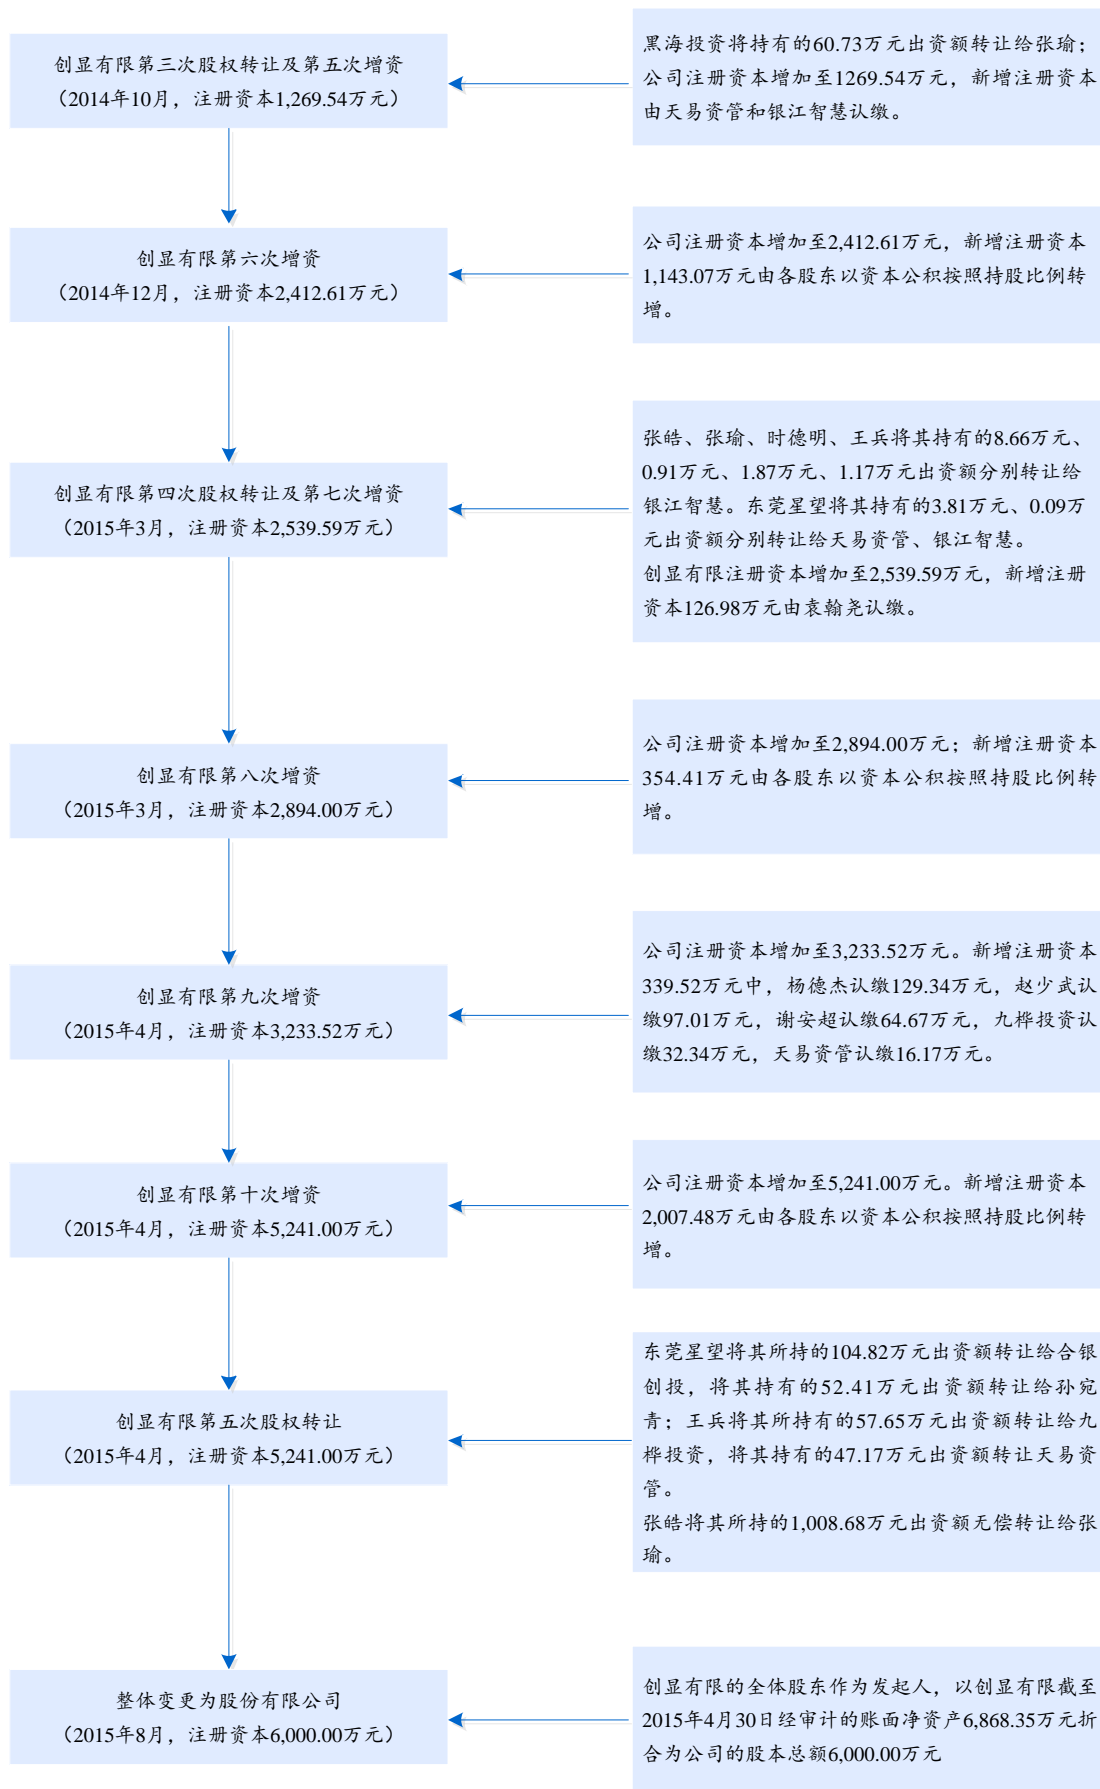 创显有限第三次股权转让及第五次增资
（2014年10月，注册资本1,269.54万元）
黑海投资将持有的60.73万元出资额转让给张瑜；
公司注册资本增加至1269.54万元，新增注册资本
由天易资管和银江智慧认缴。
创显有限第六次增资
（2014年12月，注册资本2,412.61万元）
公司注册资本增加至2,412.61万元，新增注册资本
1,143.07万元由各股东以资本公积按照持股比例转
增。
创显有限第四次股权转让及第七次增资
（2015年3月，注册资本2,539.59万元）
张皓、张瑜、时德明、王兵将其持有的8.66万元、
0.91万元、1.87万元、1.17万元出资额分别转让给
银江智慧。东莞星望将其持有的3.81万元、0.09万
元出资额分别转让给天易资管、银江智慧。
创显有限注册资本增加至2,539.59万元，新增注册
资本126.98万元由袁翰尧认缴。
创显有限第八次增资
（2015年3月，注册资本2,894.00万元）
公司注册资本增加至2,894.00万元；新增注册资本
354.41万元由各股东以资本公积按照持股比例转
增。
创显有限第九次增资
（2015年4月，注册资本3,233.52万元）
公司注册资本增加至3,233.52万元。新增注册资本
339.52万元中，杨德杰认缴129.34万元，赵少武认
缴97.01万元，谢安超认缴64.67万元，九桦投资认
缴32.34万元，天易资管认缴16.17万元。
创显有限第十次增资
（2015年4月，注册资本5,241.00万元）
公司注册资本增加至5,241.00万元。新增注册资本
2,007.48万元由各股东以资本公积按照持股比例转
增。
创显有限第五次股权转让
（2015年4月，注册资本5,241.00万元）
东莞星望将其所持的104.82万元出资额转让给合银
创投，将其持有的52.41万元出资额转让给孙宛
青；王兵将其所持有的57.65万元出资额转让给九
桦投资，将其持有的47.17万元出资额转让天易资
管。
张皓将其所持的1,008.68万元出资额无偿转让给张
瑜。
整体变更为股份有限公司
（2015年8月，注册资本6,000.00万元）
创显有限的全体股东作为发起人，以创显有限截至
2015年4月30日经审计的账面净资产6,868.35万元折
合为公司的股本总额6,000.00万元